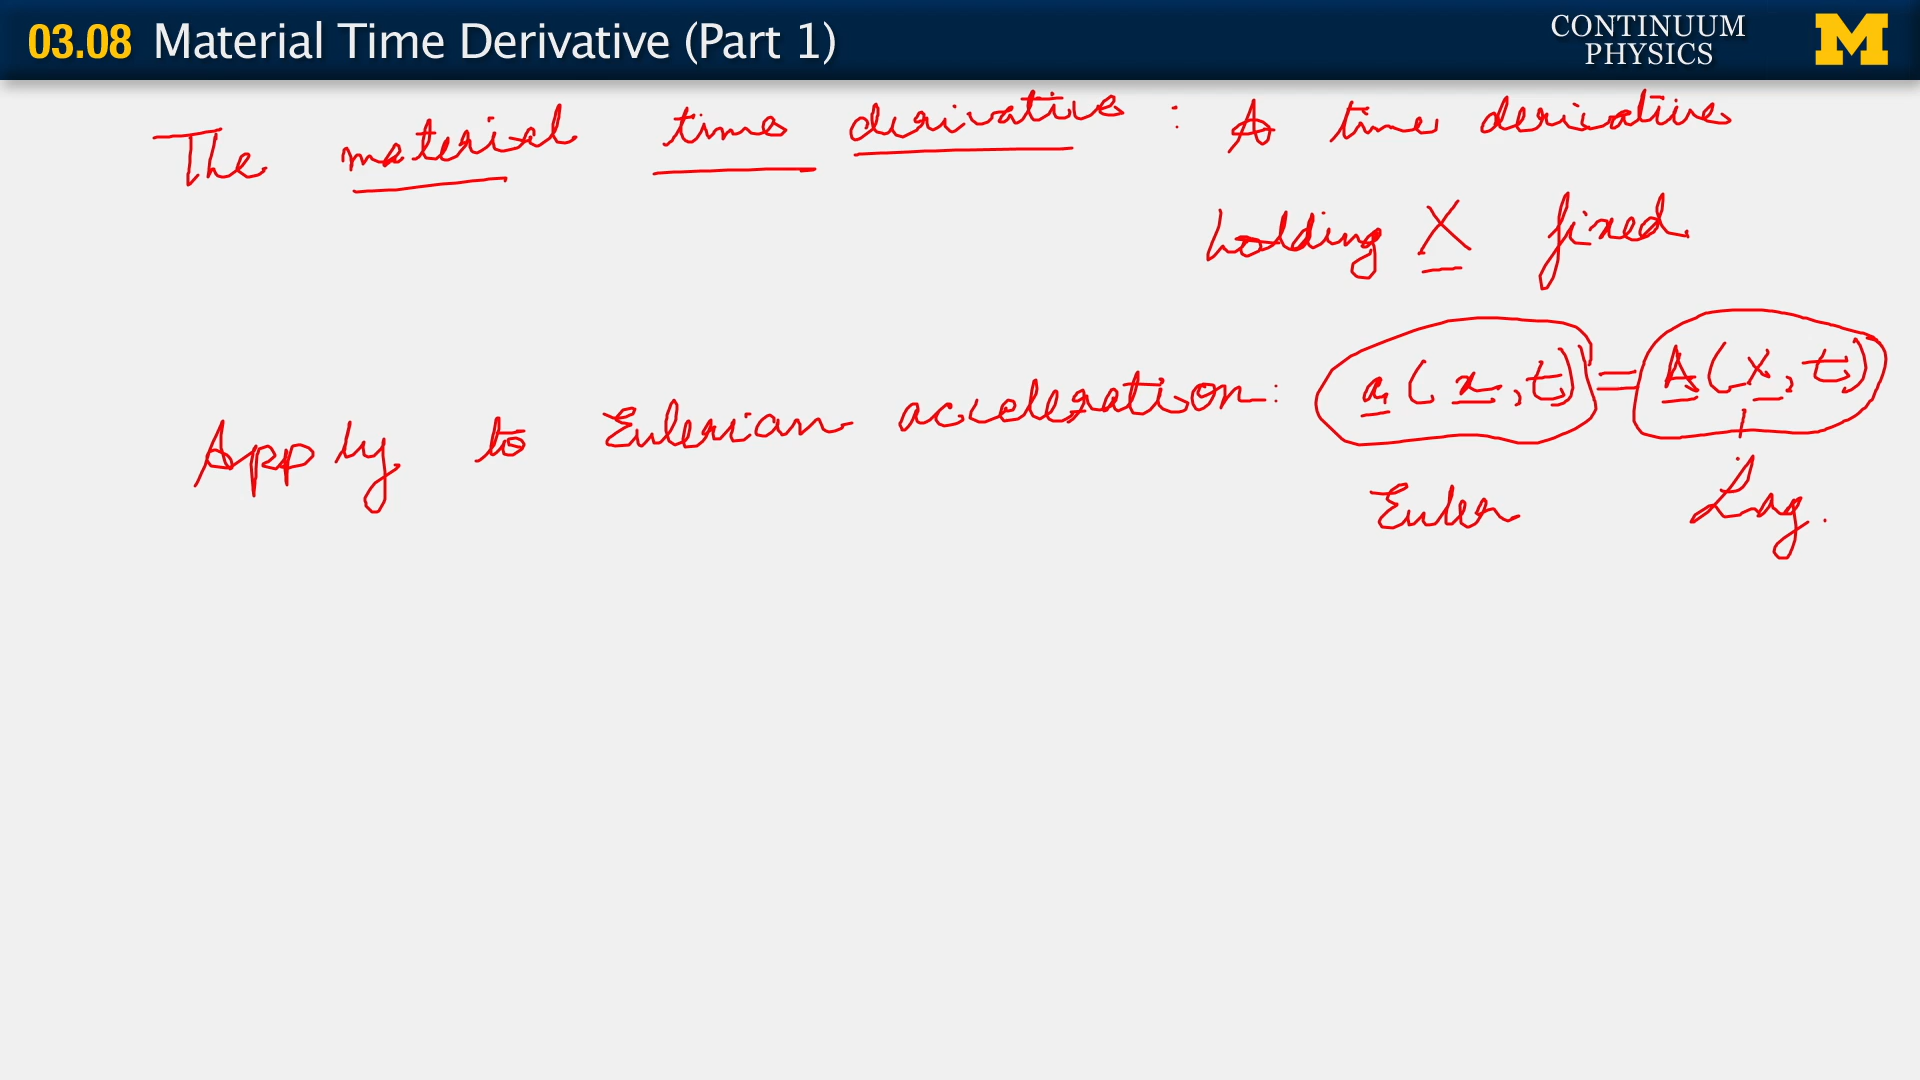 03.08 Material Time Derivative (Part 1)
CONTINUUM
PHYSICS
M
The material time derivative : A time derivative
holding X fixed.
Apply to Eulerian acceleration: a(x,t) = A(X,t)
Euler Lag.